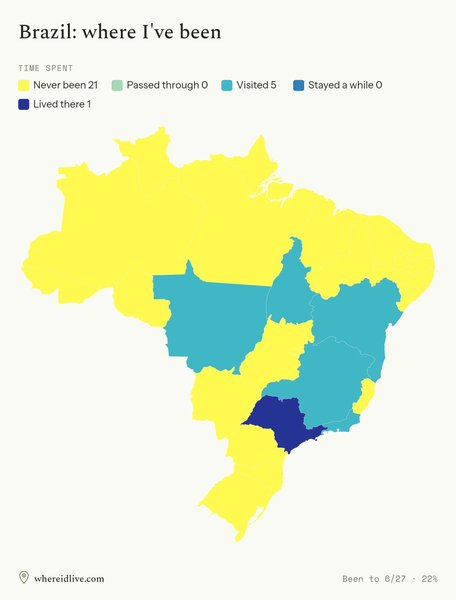 Brazil: where I've been
TIME SPENT
Never been 21
Passed through 0
Visited 5
Stayed a while 0
Lived there 1
whereidlive.com
Been to 6/27 · 22%